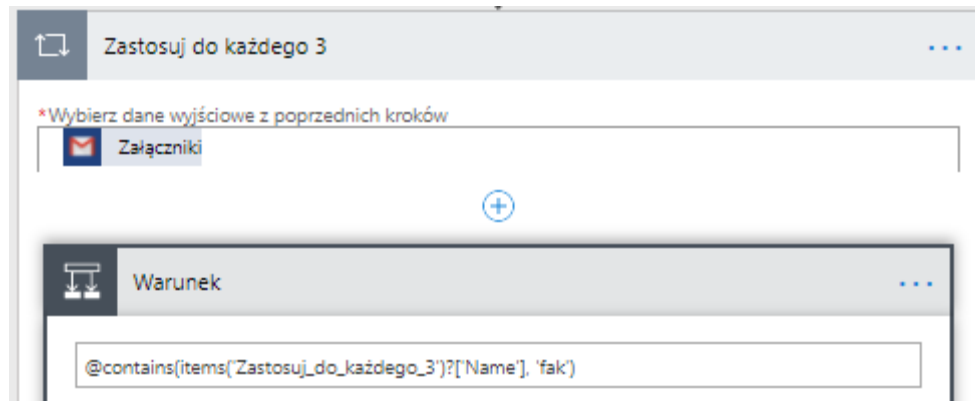 Zastosuj do każdego 3
...
*Wybierz dane wyjściowe z poprzednich kroków
Załączniki
Warunek
...
@contains(items('Zastosuj_do_każdego_3')?['Name'], 'fak')